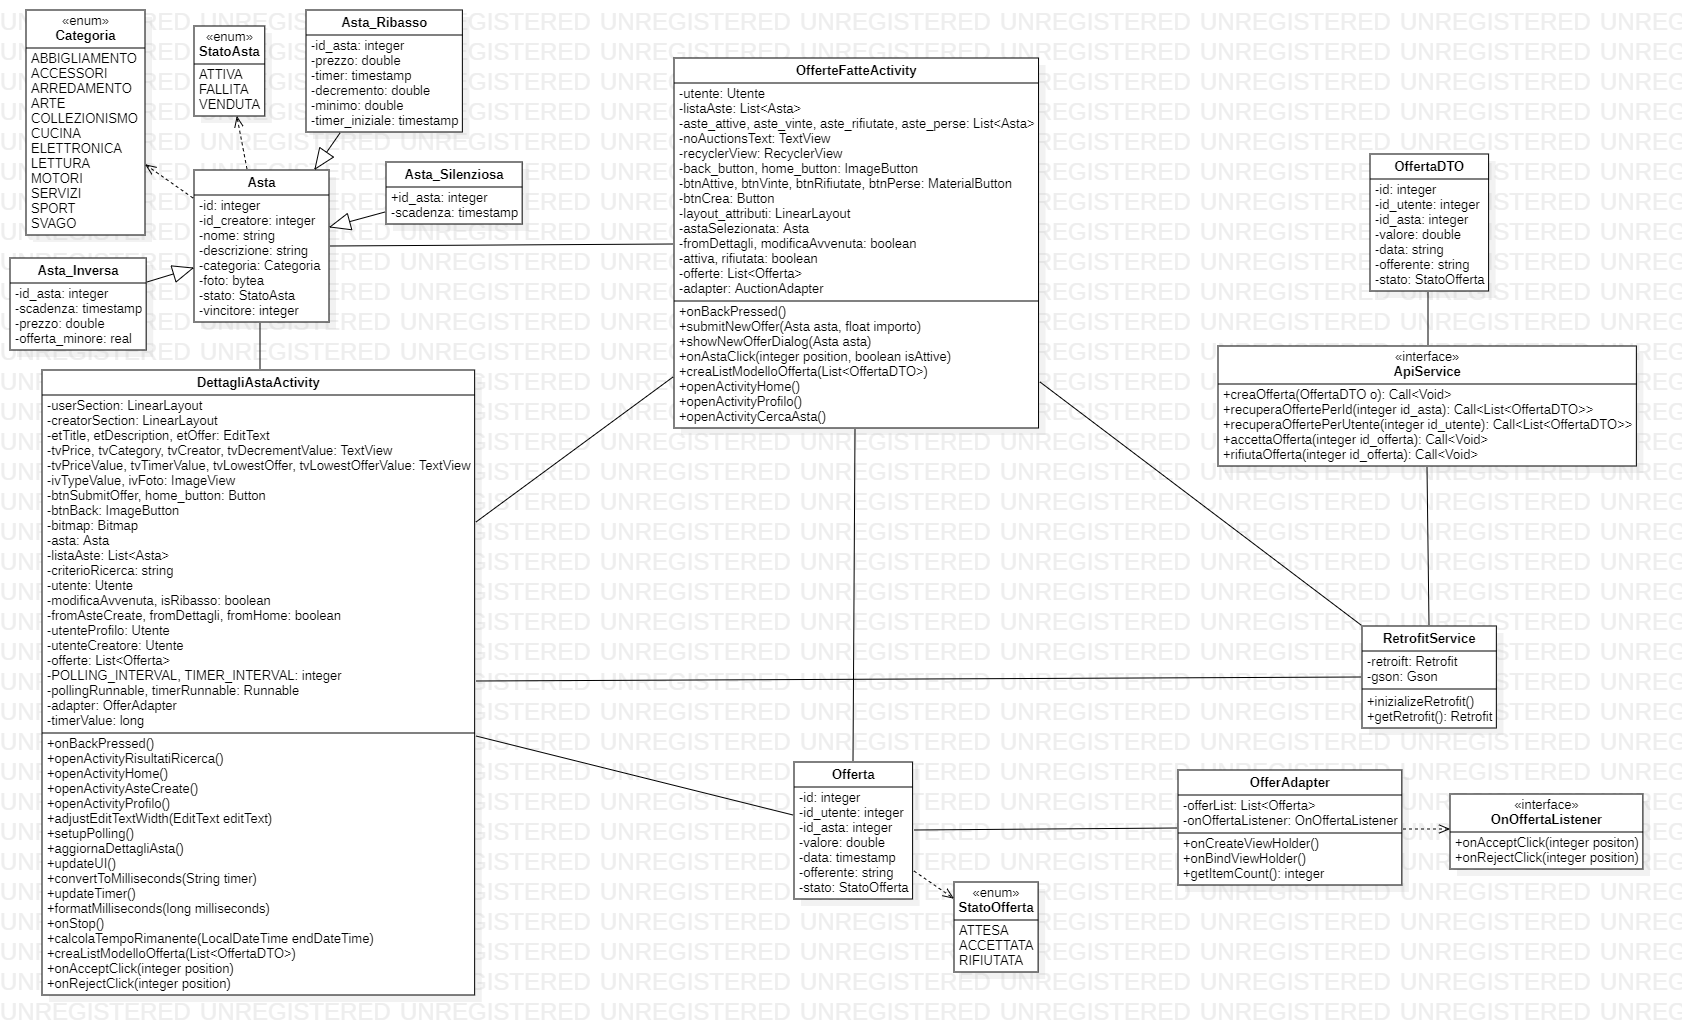 «enum»
Categoria
ABBIGLIAMENTO
ACCESSORI
ARREDAMENTO
ARTE
COLLEZIONISMO
CUCINA
ELETTRONICA
LETTURA
MOTORI
SERVIZI
SPORT
SVAGO
«enum»
StatoAsta
ATTIVA
FALLITA
VENDUTA
Asta_Ribasso
-id_asta: integer
-prezzo: double
-timer: timestamp
-decremento: double
-minimo: double
-timer_iniziale: timestamp
Asta
-id: integer
-id_creatore: integer
-nome: string
-descrizione: string
-categoria: Categoria
-foto: bytea
-stato: StatoAsta
-vincitore: integer
Asta_Silenziosa
+id_asta: integer
-scadenza: timestamp
Asta_Inversa
-id_asta: integer
-scadenza: timestamp
-prezzo: double
-offerta_minore: real
OfferteFatteActivity
-utente: Utente
-listaAste: List<Asta>
-aste_attive, aste_vinte, aste_rifiutate, aste_perse: List<Asta>
-noAuctionsText: TextView
-recyclerView: RecyclerView
-back_button, home_button: ImageButton
-btnAttive, btnVinte, btnRifiutate, btnPerse: MaterialButton
-btnCrea: Button
-layout_attributi: LinearLayout
-astaSelezionata: Asta
-fromDettagli, modificaAvvenuta: boolean
-attiva, rifiutata: boolean
-offerte: List<Offerta>
-adapter: AuctionAdapter
+onBackPressed()
+submitNewOffer(Asta asta, float importo)
+showNewOfferDialog(Asta asta)
+onAstaClick(integer position, boolean isAttive)
+creaListModelloOfferta(List<OffertaDTO>)
+openActivityHome()
+openActivityProfilo()
+openActivityCercaAsta()
OffertaDTO
-id: integer
-id_utente: integer
-id_asta: integer
-valore: double
-data: string
-offerente: string
-stato: StatoOfferta
«interface»
ApiService
+creaOfferta(OffertaDTO o): Call<Void>
+recuperaOffertePerId(integer id_asta): Call<List<OffertaDTO>>
+recuperaOffertePerUtente(integer id_utente): Call<List<OffertaDTO>>
+accettaOfferta(integer id_offerta): Call<Void>
+rifiutaOfferta(integer id_offerta): Call<Void>
DettagliAstaActivity
-userSection: LinearLayout
-creatorSection: LinearLayout
-etTitle, etDescription, etOffer: EditText
-tvPrice, tvCategory, tvCreator, tvDecrementValue: TextView
-tvPriceValue, tvTimerValue, tvLowestOffer, tvLowestOfferValue: TextView
-ivTypeValue, ivFoto: ImageView
-btnSubmitOffer, home_button: Button
-btnBack: ImageButton
-bitmap: Bitmap
-asta: Asta
-listaAste: List<Asta>
-criterioRicerca: string
-utente: Utente
-modificaAvvenuta, isRibasso: boolean
-fromAsteCreate, fromDettagli, fromHome: boolean
-utenteProfilo: Utente
-utenteCreatore: Utente
-offerte: List<Offerta>
-POLLING_INTERVAL, TIMER_INTERVAL: integer
-pollingRunnable, timerRunnable: Runnable
-adapter: OfferAdapter
-timerValue: long
+onBackPressed()
+openActivityRisultatiRicerca()
+openActivityHome()
+openActivityAsteCreate()
+openActivityProfilo()
+adjustEditTextWidth(EditText editText)
+setupPolling()
+aggiornaDettagliAsta()
+updateUI()
+convertToMilliseconds(String timer)
+updateTimer()
+formatMilliseconds(long milliseconds)
+onStop()
+calcolaTempoRimanente(LocalDateTime endDateTime)
+creaListModelloOfferta(List<OffertaDTO>)
+onAcceptClick(integer position)
+onRejectClick(integer position)
RetrofitService
-retroift: Retrofit
-gson: Gson
+inizializeRetrofit()
+getRetrofit(): Retrofit
Offerta
-id: integer
-id_utente: integer
-id_asta: integer
-valore: double
-data: timestamp
-offerente: string
-stato: StatoOfferta
«enum»
StatoOfferta
ATTESA
ACCETTATA
RIFIUTATA
OfferAdapter
-offerList: List<Offerta>
-onOffertaListener: OnOffertaListener
+onCreateViewHolder()
+onBindViewHolder()
+getItemCount(): integer
«interface»
OnOffertaListener
+onAcceptClick(integer positon)
+onRejectClick(integer position)
UNREGISTERED